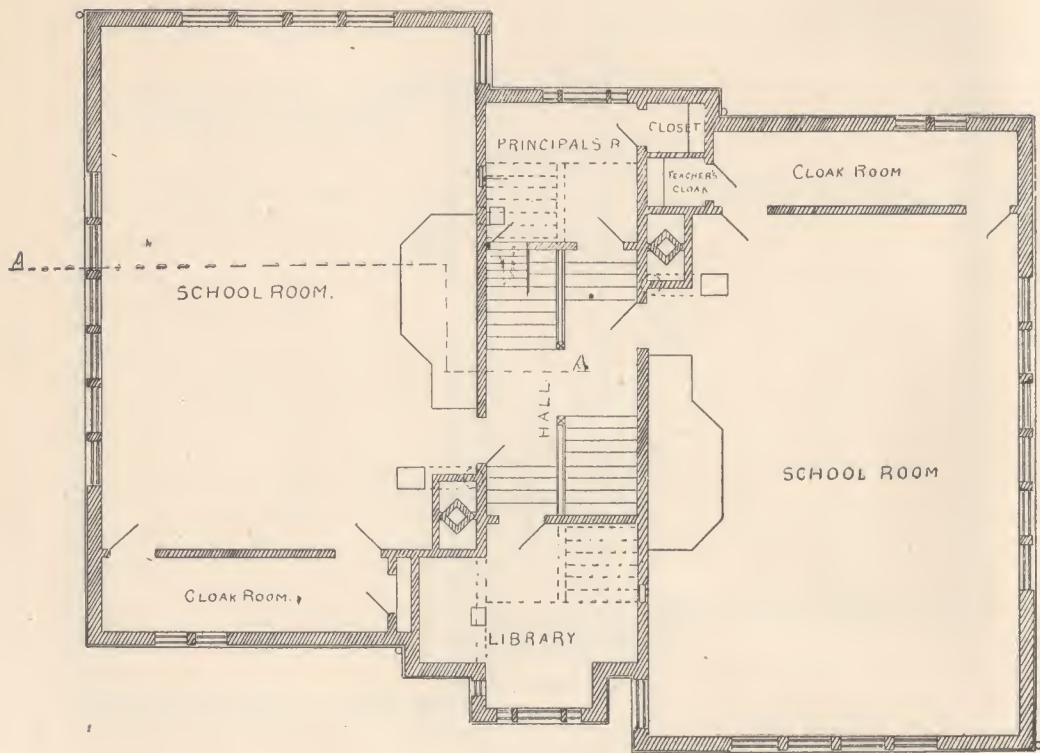 PRINCIPALS R
CLOSET
TEACHER'S
CLOAK
CLOAK ROOM
A
SCHOOL ROOM.
A
HALL
SCHOOL ROOM
CLOAK ROOM.
LIBRARY